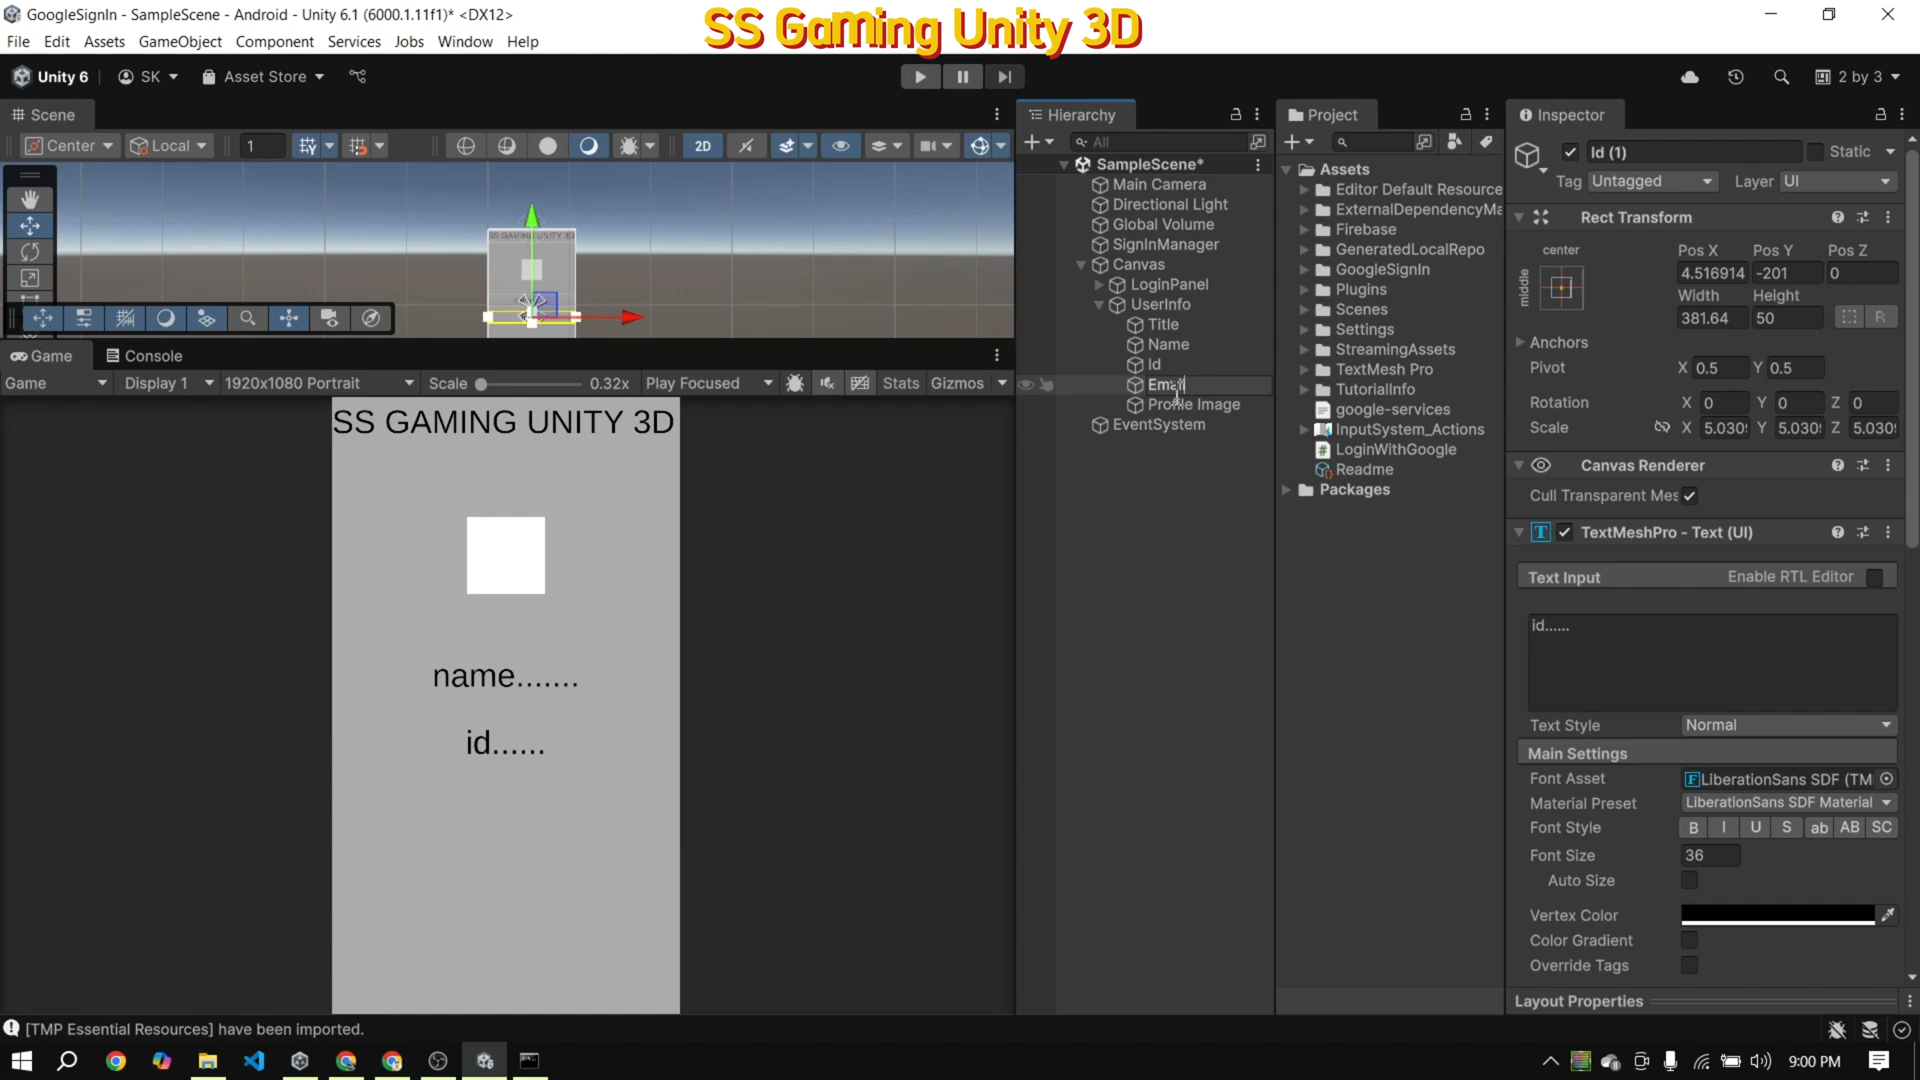 GoogleSignIn - SampleScene - Android - Unity 6.1 (6000.1.11f1)* <DX12>
SS Gaming Unity 3D
File Edit Assets GameObject Component Services Jobs Window Help
Unity 6 SK Asset Store 2 by 3
Scene
Center Local 1 2D
SS GAMING UNITY 3D
Game Console
Game Display 1 1920x1080 Portrait Scale 0.32x Play Focused Stats Gizmos
SS GAMING UNITY 3D
name.......
id......
Hierarchy
All
SampleScene*
Main Camera
Directional Light
Global Volume
SignInManager
Canvas
LoginPanel
UserInfo
Title
Name
Id
Email
Profile Image
EventSystem
Project
Assets
Editor Default Resource
ExternalDependencyMa
Firebase
GeneratedLocalRepo
GoogleSignIn
Plugins
Scenes
Settings
StreamingAssets
TextMesh Pro
TutorialInfo
google-services
InputSystem_Actions
LoginWithGoogle
Readme
Packages
Inspector
Id (1) Static
Tag Untagged Layer UI
Rect Transform
center
middle
Pos X Pos Y Pos Z
4.516914 -201 0
Width Height
381.64 50 R
Anchors
Pivot X 0.5 Y 0.5
Rotation X 0 Y 0 Z 0
Scale X 5.030! Y 5.030! Z 5.030!
Canvas Renderer
Cull Transparent Mes
TextMeshPro - Text (UI)
Text Input Enable RTL Editor
id......
Text Style Normal
Main Settings
Font Asset LiberationSans SDF (TM
Material Preset LiberationSans SDF Material
Font Style B I U S ab AB SC
Font Size 36
Auto Size
Vertex Color
Color Gradient
Override Tags
Layout Properties
[TMP Essential Resources] have been imported.
9:00 PM